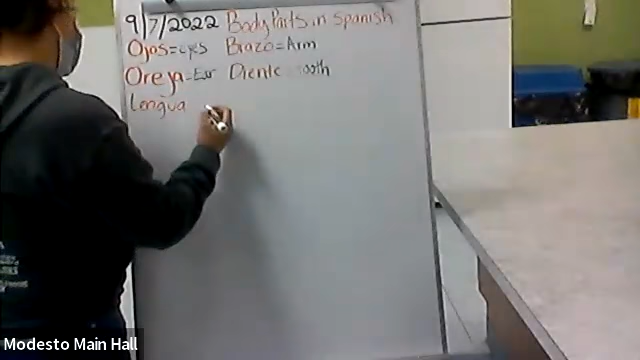 9/7/2022 Body Parts in Spanish
Ojos=eyes Brazo=Arm
Oreja=Ear Diente tooth
Lengua
Modesto Main Hall